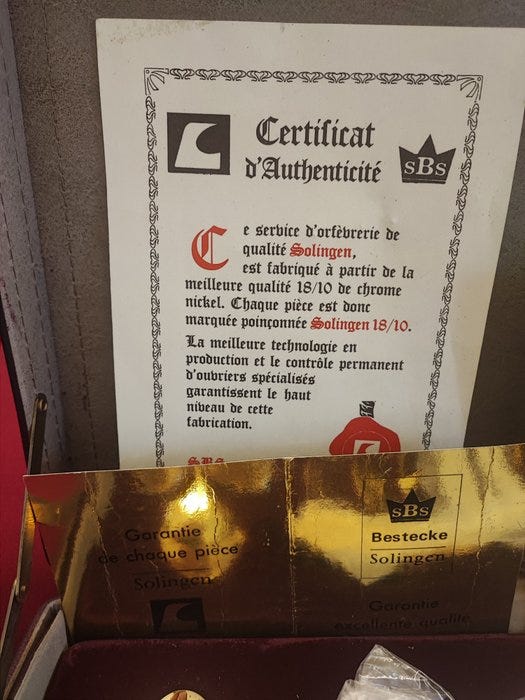 Certificat
d'Authenticité
sBs
Ce service d'orfèvrerie de
qualité Solingen,
est fabriqué à partir de la
meilleure qualité 18/10 de chrome
nickel. Chaque pièce est donc
marquée poinçonnée Solingen 18/10.
La meilleure technologie en
production et le contrôle permanent
d'ouvriers spécialisés
garantissent le haut
niveau de cette
fabrication.
SBS
Garantie
de chaque pièce
Solingen
sBs
Bestecke
Solingen
Garantie
excellente qualité